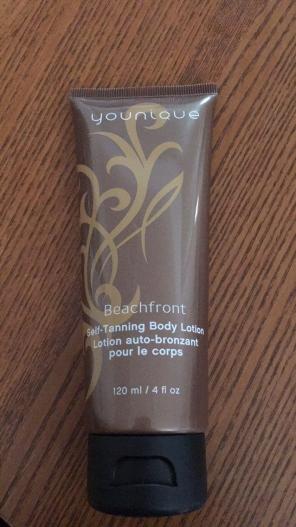 younique
Beachfront
Self-Tanning Body Lotion
Lotion auto-bronzant
pour le corps
120 ml / 4 fl oz